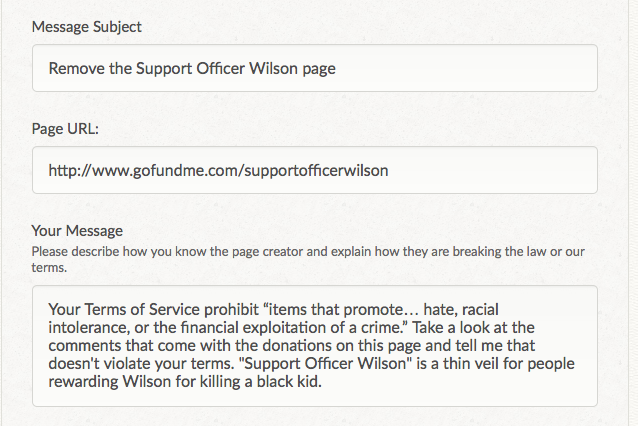 Message Subject
Remove the Support Officer Wilson page
Page URL:
http://www.gofundme.com/supportofficerwilson
Your Message
Please describe how you know the page creator and explain how they are breaking the law or our
terms.
Your Terms of Service prohibit “items that promote… hate, racial
intolerance, or the financial exploitation of a crime.” Take a look at the
comments that come with the donations on this page and tell me that
doesn't violate your terms. "Support Officer Wilson" is a thin veil for people
rewarding Wilson for killing a black kid.